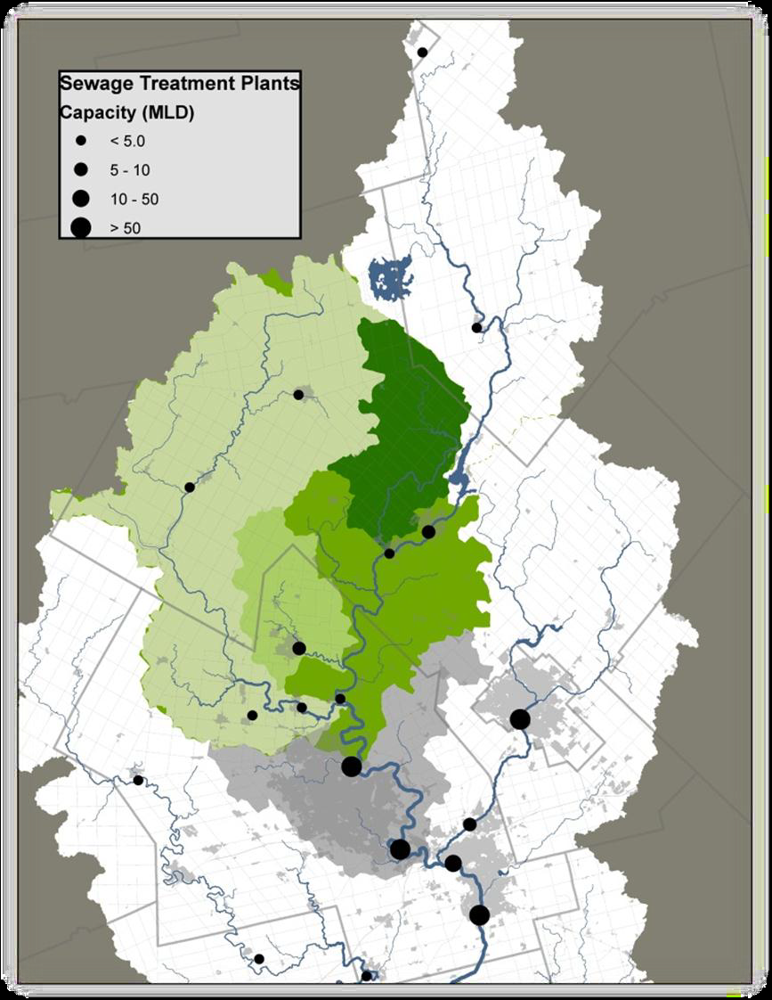 Sewage Treatment Plants
Capacity (MLD)
< 5.0
5 - 10
10 - 50
> 50